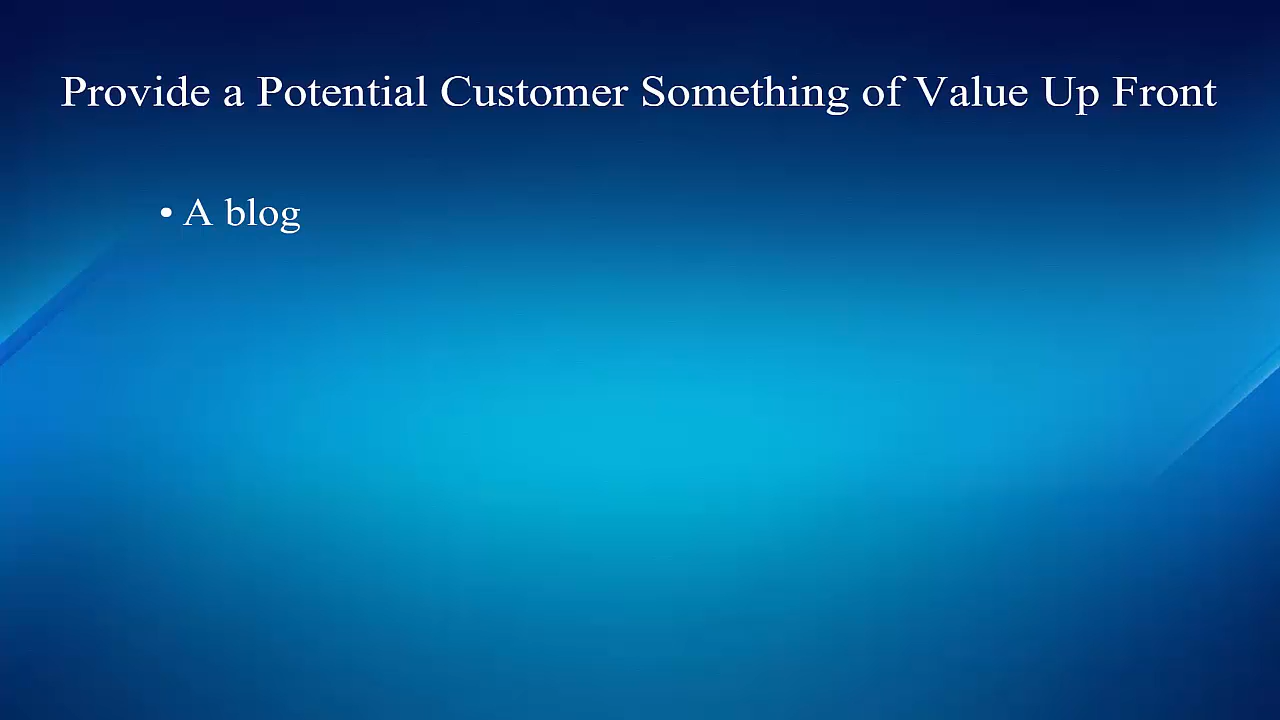 Provide a Potential Customer Something of Value Up Front
• A blog